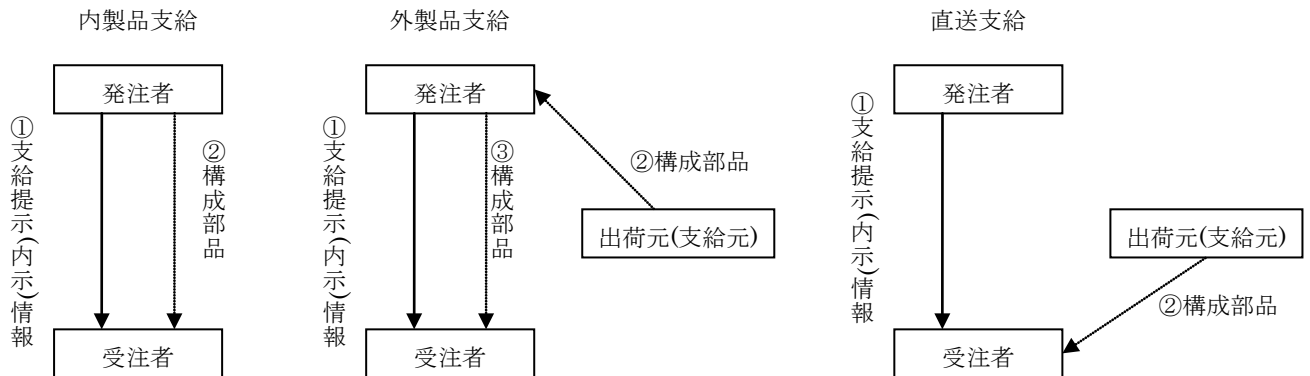 内製品支給
発注者
①支給提示(内示)情報
②構成部品
受注者
外製品支給
発注者
①支給提示(内示)情報
③構成部品
②構成部品
出荷元(支給元)
受注者
直送支給
発注者
①支給提示(内示)情報
出荷元(支給元)
②構成部品
受注者